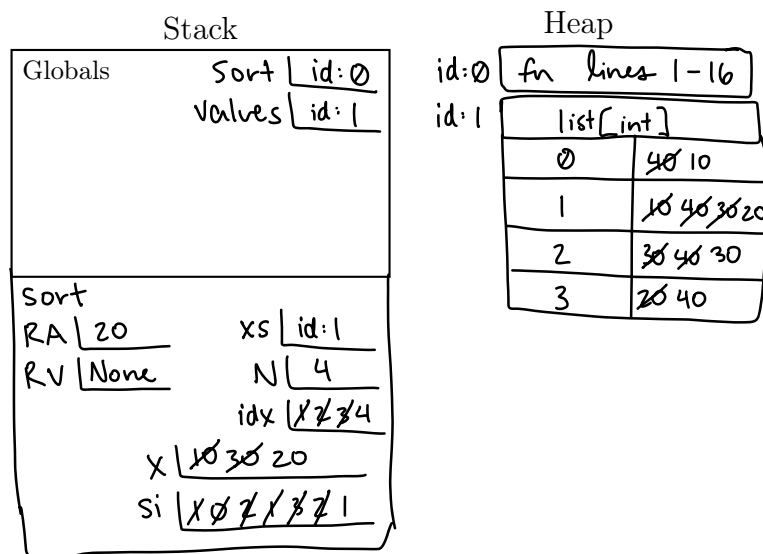 Stack
Globals
Sort id:0
values id:1
sort
RA 20
RV None
xs id:1
N 4
idx 1 2 3 4
x 10 30 20
si 1 0 2 1 3 2 1
Heap
id:0 fn lines 1-16
id:1 list[int]
0 40 10
1 10 40 30 20
2 30 40 30
3 20 40